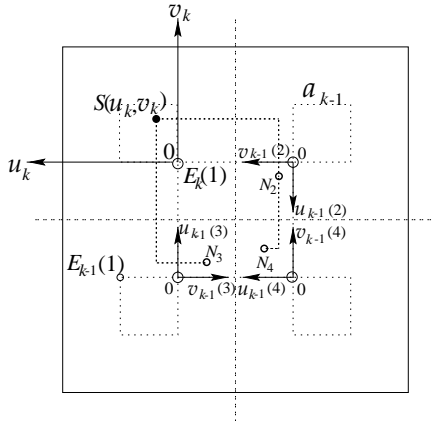 v_k
S(u_k,v_k)
a_{k-1}
0
v_{k-1}(2)
0
u_k
E_k(1)
N_2
u_{k-1}(2)
u_{k-1}(3)
v_{k-1}(4)
N_3
N_4
E_{k-1}(1)
0
v_{k-1}(3)
u_{k-1}(4)
0